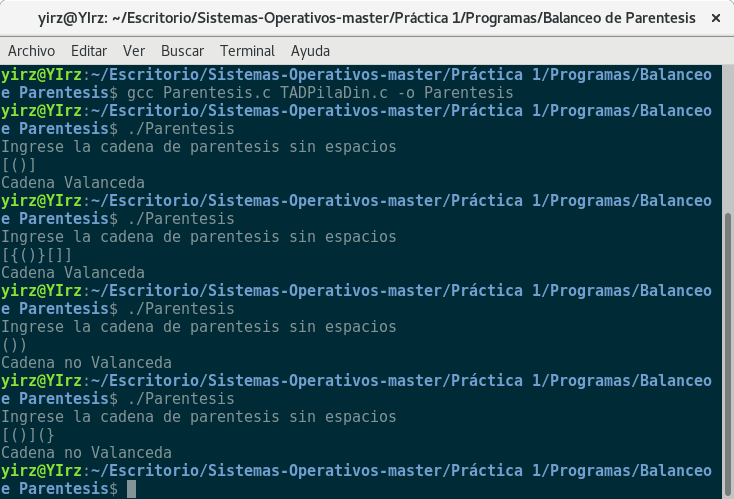 yirz@YIrz: ~/Escritorio/Sistemas-Operativos-master/Práctica 1/Programas/Balanceo de Parentesis ×
Archivo Editar Ver Buscar Terminal Ayuda
yirz@YIrz:~/Escritorio/Sistemas-Operativos-master/Práctica 1/Programas/Balanceo
e Parentesis$ gcc Parentesis.c TADPilaDin.c -o Parentesis
yirz@YIrz:~/Escritorio/Sistemas-Operativos-master/Práctica 1/Programas/Balanceo
e Parentesis$ ./Parentesis
Ingrese la cadena de parentesis sin espacios
[()]
Cadena Valanceda
yirz@YIrz:~/Escritorio/Sistemas-Operativos-master/Práctica 1/Programas/Balanceo
e Parentesis$ ./Parentesis
Ingrese la cadena de parentesis sin espacios
[{()}[]]
Cadena Valanceda
yirz@YIrz:~/Escritorio/Sistemas-Operativos-master/Práctica 1/Programas/Balanceo
e Parentesis$ ./Parentesis
Ingrese la cadena de parentesis sin espacios
())
Cadena no Valanceda
yirz@YIrz:~/Escritorio/Sistemas-Operativos-master/Práctica 1/Programas/Balanceo
e Parentesis$ ./Parentesis
Ingrese la cadena de parentesis sin espacios
[()](}
Cadena no Valanceda
yirz@YIrz:~/Escritorio/Sistemas-Operativos-master/Práctica 1/Programas/Balanceo
e Parentesis$